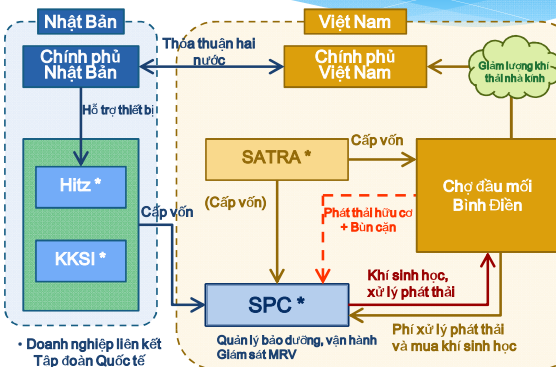 Nhật Bản
Việt Nam
Chính phủ
Nhật Bản
Thỏa thuận hai
nước
Chính phủ
Việt Nam
Giảm lượng khí
thải nhà kính
Hỗ trợ thiết bị
Hitz *
KKSI *
Cấp vốn
SATRA *
Cấp vốn
(Cấp vốn)
Chợ đầu mối
Bình Điền
Phát thải hữu cơ
+ Bùn cặn
SPC *
Khí sinh học,
xử lý phát thải
Phí xử lý phát thải
và mua khí sinh học
Quản lý bảo dưỡng, vận hành
Giám sát MRV
• Doanh nghiệp liên kết
Tập đoàn Quốc tế